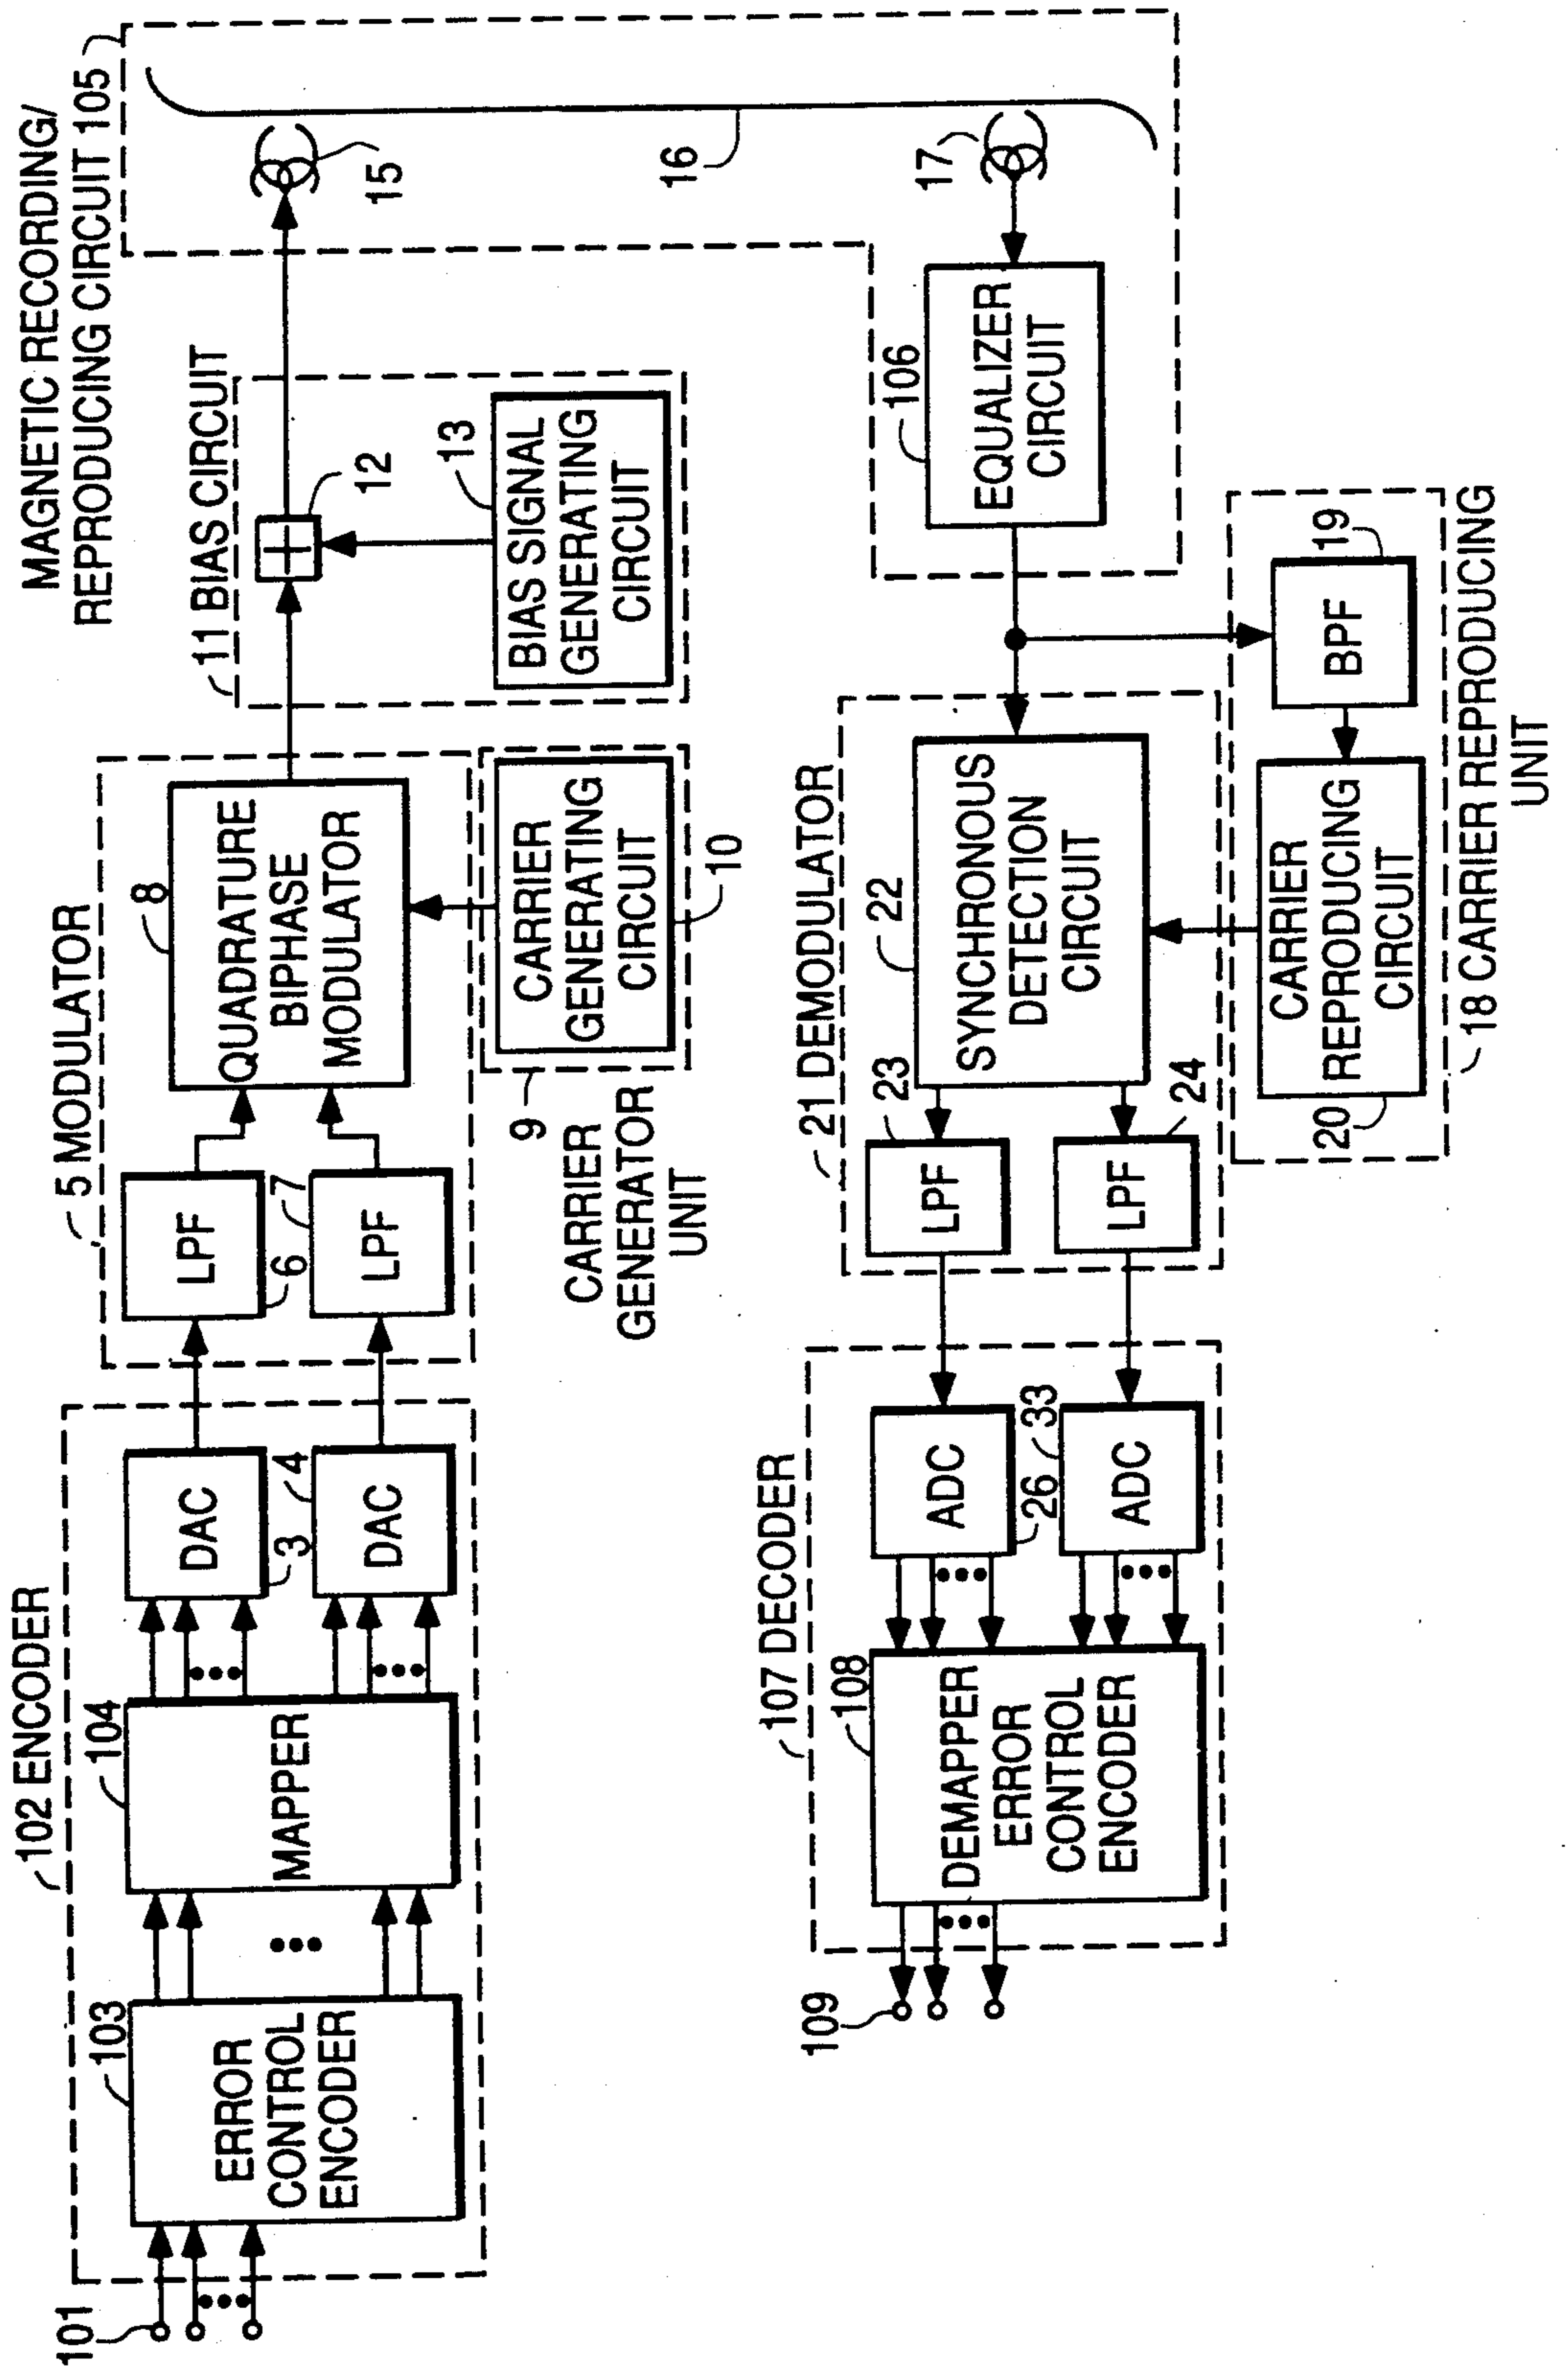 MAGNETIC RECORDING/
REPRODUCING CIRCUIT 105
102 ENCODER
5 MODULATOR
11 BIAS CIRCUIT
101
103
ERROR
CONTROL
ENCODER
104
MAPPER
DAC
3
4
DAC
LPF
6
7
LPF
8
QUADRATURE
BIPHASE
MODULATOR
9
CARRIER
GENERATOR
UNIT
CARRIER
GENERATING
CIRCUIT
10
12
13
BIAS SIGNAL
GENERATING
CIRCUIT
15
16
17
107 DECODER
21 DEMODULATOR
109
108
DEMAPPER
ERROR
CONTROL
ENCODER
ADC
26
33
ADC
23
LPF
24
LPF
22
SYNCHRONOUS
DETECTION
CIRCUIT
106
EQUALIZER
CIRCUIT
20
CARRIER
REPRODUCING
CIRCUIT
19
BPF
18 CARRIER REPRODUCING
UNIT